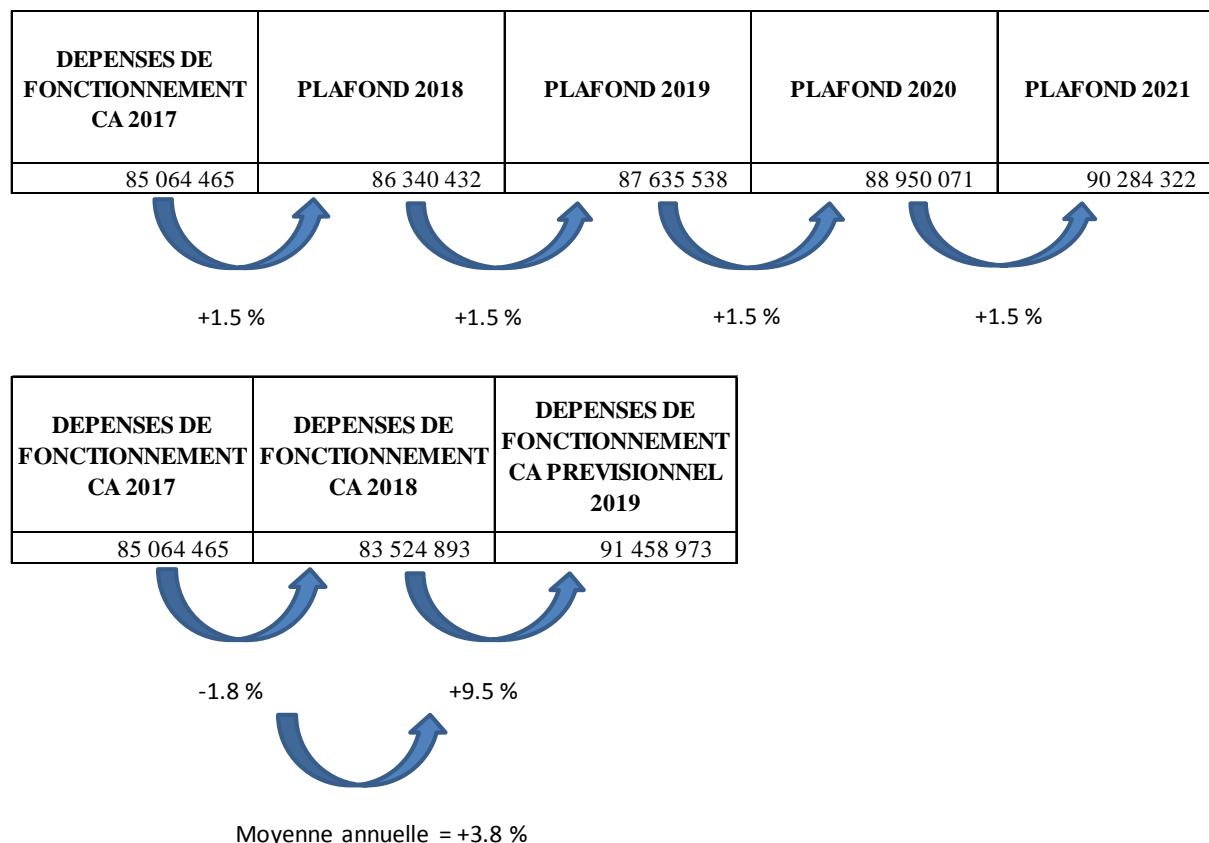 DEPENSES DE
FONCTIONNEMENT
CA 2017
PLAFOND 2018
PLAFOND 2019
PLAFOND 2020
PLAFOND 2021
85 064 465
86 340 432
87 635 538
88 950 071
90 284 322
+1.5 %
+1.5 %
+1.5 %
+1.5 %
DEPENSES DE
FONCTIONNEMENT
CA 2017
DEPENSES DE
FONCTIONNEMENT
CA 2018
DEPENSES DE
FONCTIONNEMENT
CA PREVISIONNEL
2019
85 064 465
83 524 893
91 458 973
-1.8 %
+9.5 %
Moyenne annuelle = +3.8 %